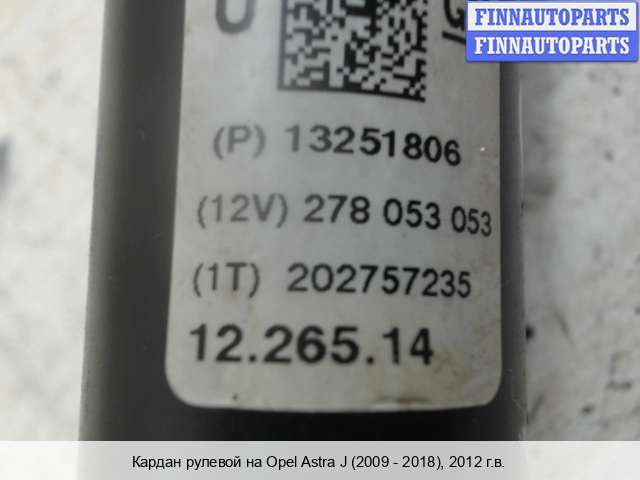 U
FINNAUTOPARTS
FINNAUTOPARTS
(P) 13251806
(12V) 278 053 053
(1T) 202757235
12.265.14
Кардан рулевой на Opel Astra J (2009 - 2018), 2012 г.в.